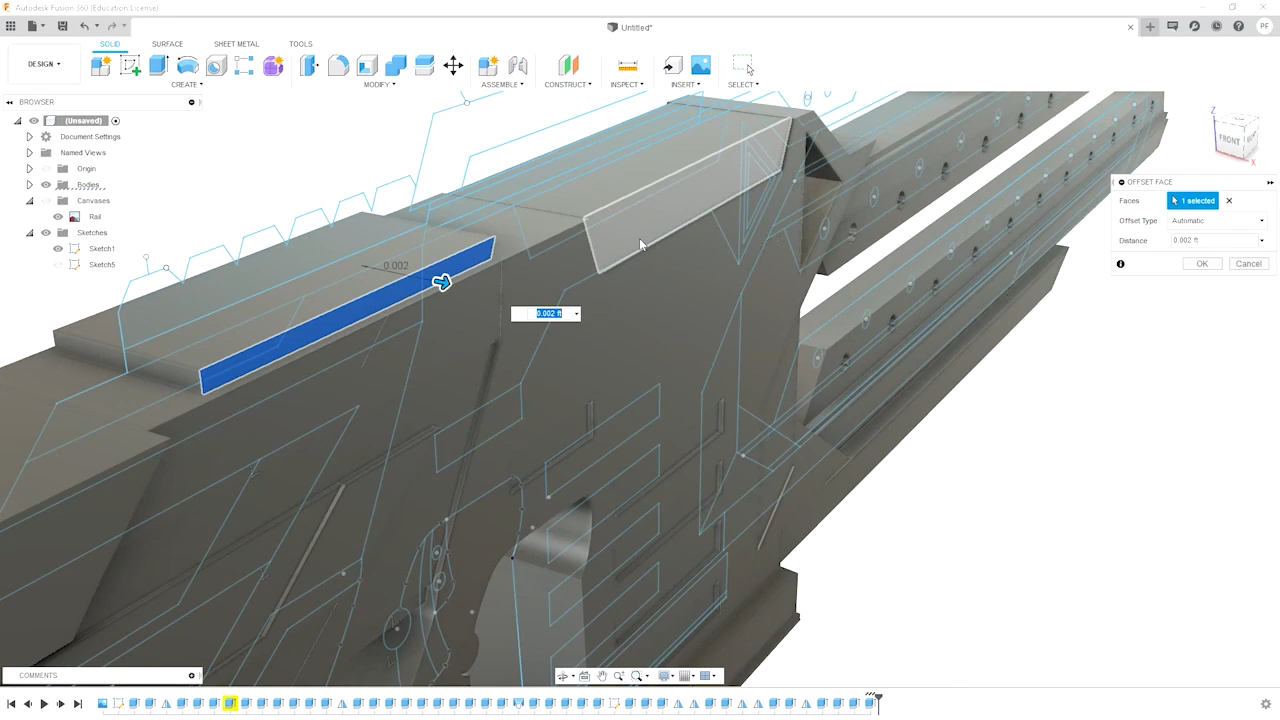 Autodesk Fusion 360 (Education License)
Untitled*
PF
SOLID SURFACE SHEET METAL TOOLS
DESIGN
CREATE MODIFY ASSEMBLE CONSTRUCT INSPECT INSERT SELECT
BROWSER
(Unsaved)
Document Settings
Named Views
Origin
Bodies
Canvases
Rail
Sketches
Sketch1
Sketch5
0.002
0.002 ft
Z
FRONT
X
OFFSET FACE
Faces 1 selected
Offset Type Automatic
Distance 0.002 ft
OK Cancel
COMMENTS